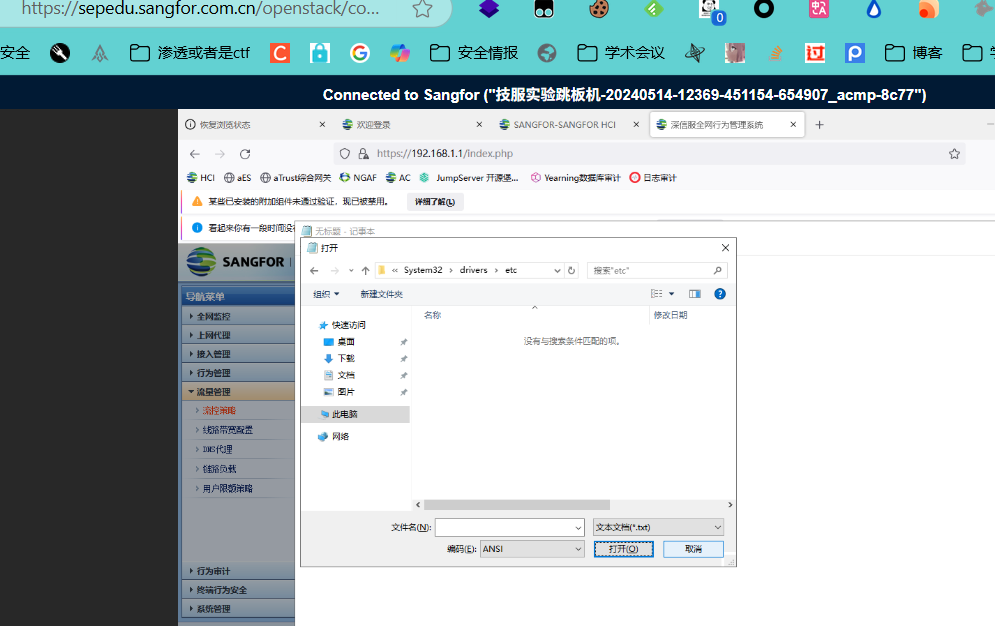 https://sepedu.sangfor.com.cn/openstack/co...
0
安全 渗透或者是ctf 安全情报 学术会议 博客
Connected to Sangfor ("技服实验跳板机-20240514-12369-451154-654907_acmp-8c77")
恢复浏览状态 欢迎登录 SANGFOR-SANGFOR HCI 深信服全网行为管理系统
https://192.168.1.1/index.php
HCI aES aTrust综合网关 NGAF AC JumpServer 开源堡... Yearning数据库审计 日志审计
某些已安装的附加组件未通过验证,现已被禁用。 详细了解(L)
看起来你有一段时间没
无标题 - 记事本
打开
SANGFOR
« System32 › drivers › etc 搜索"etc"
组织 新建文件夹
导航菜单
全网监控
上网代理
接入管理
行为管理
流量管理
流控策略
线路带宽配置
DNS代理
链路负载
用户限额策略
行为审计
终端行为安全
系统管理
名称 修改日期
没有与搜索条件匹配的项。
快速访问
桌面
下载
文档
图片
此电脑
网络
文件名(N): 文本文档(*.txt)
编码(E): ANSI 打开(O) 取消